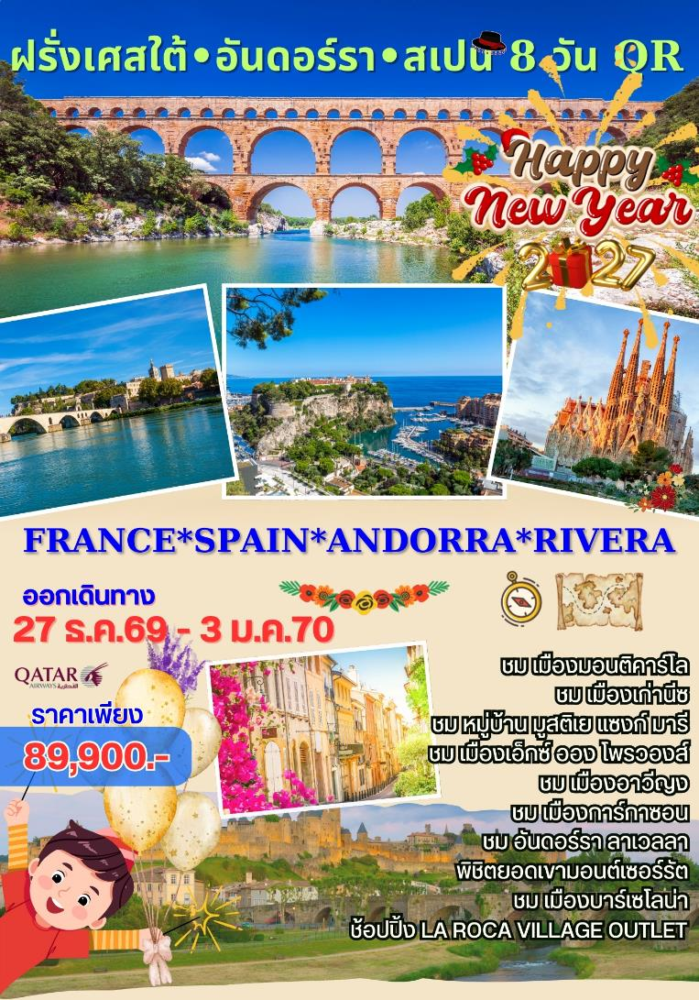 ฝรั่งเศสใต้•อันดอร์รา•สเปน 8 วัน QR
Happy
New Year
2027
FRANCE*SPAIN*ANDORRA*RIVERA
ออกเดินทาง
27 ธ.ค.69 - 3 ม.ค.70
QATAR
AIRWAYS القطرية
ราคาเพียง
89,900.-
ชม เมืองมอนติคาร์โล
ชม เมืองเก่านีซ
ชม หมู่บ้าน มูสติเย แซงก์ มารี
ชม เมืองเอ็กซ์ ออง โพรวองส์
ชม เมืองอาวีญง
ชม เมืองการ์กาซอน
ชม อันดอร์รา ลาเวลลา
พิชิตยอดเขามอนต์เซอร์รัต
ชม เมืองบาร์เซโลน่า
ช้อปปิ้ง LA ROCA VILLAGE OUTLET